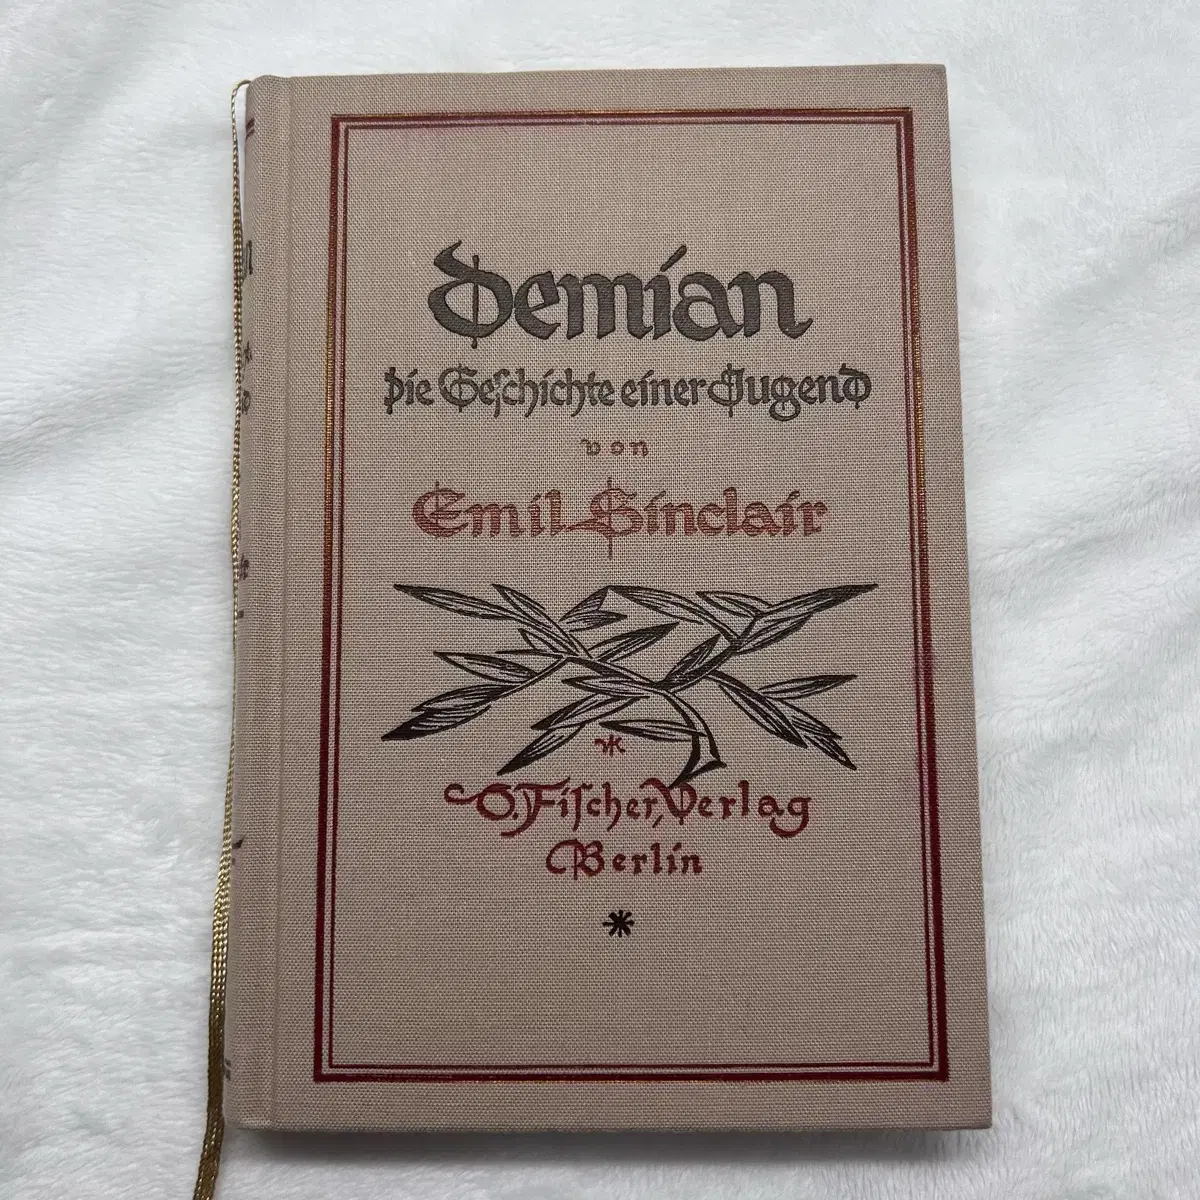 Demian
Die Geſchichte einer Jugend
von
Emil Sinclair
S. Fiſcher, Verlag
Berlin